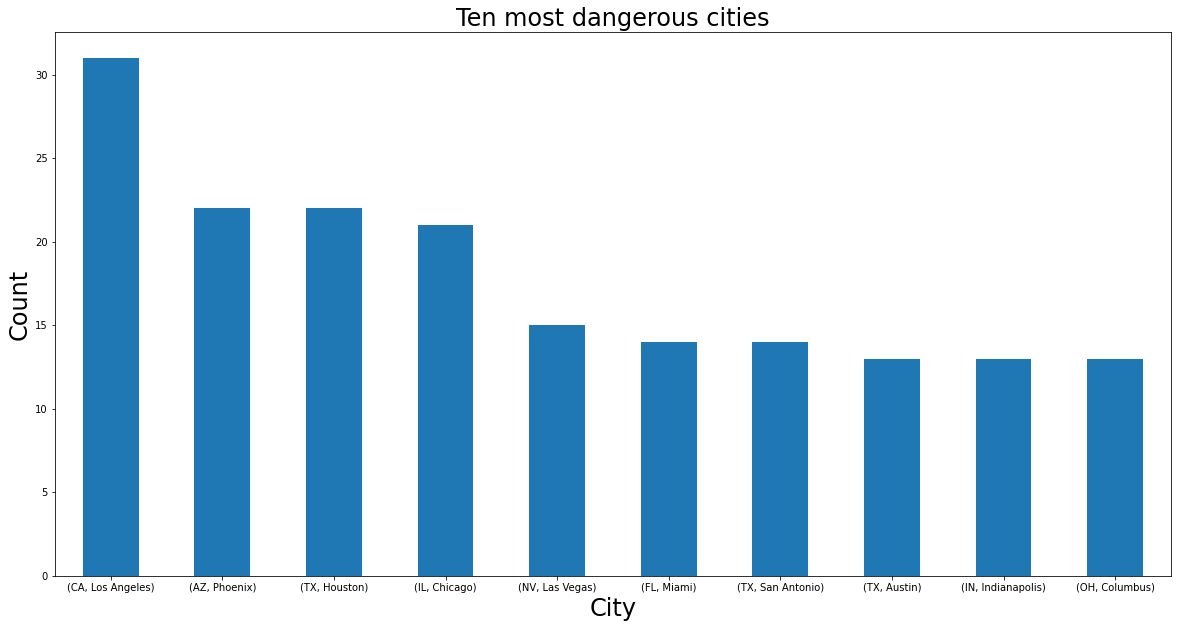 Ten most dangerous cities
Count
30
25
20
15
10
5
0
(CA, Los Angeles) (AZ, Phoenix) (TX, Houston) (IL, Chicago) (NV, Las Vegas) (FL, Miami) (TX, San Antonio) (TX, Austin) (IN, Indianapolis) (OH, Columbus)
City